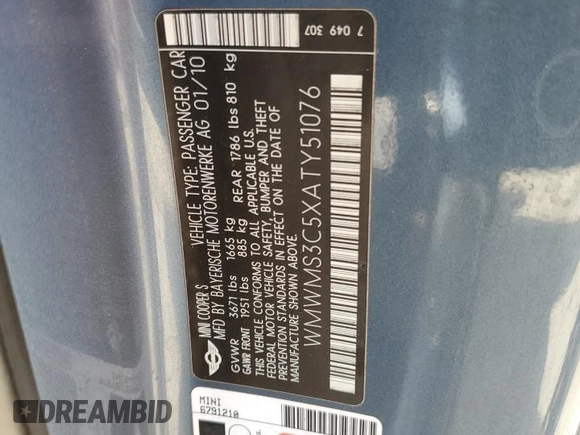 MINI COOPER S VEHICLE TYPE: PASSENGER CAR
MFD BY BAYERISCHE MOTORENWERKE AG 01/10
GVWR 3671 lbs 1665 kg
GAWR FRONT 1951 lbs 885 kg REAR 1786 lbs 810 kg
THIS VEHICLE CONFORMS TO ALL APPLICABLE U.S.
FEDERAL MOTOR VEHICLE SAFETY, BUMPER AND THEFT
PREVENTION STANDARDS IN EFFECT ON THE DATE OF
MANUFACTURE SHOWN ABOVE.
WMWMS3C5XATY51076
7 049 307
MINI
6791210
DREAMBID